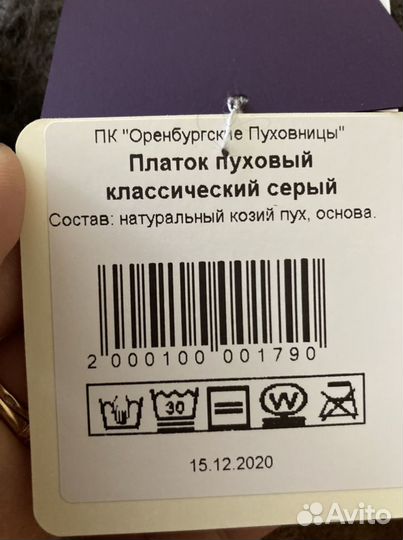 ПК "Оренбургские Пуховницы"
Платок пуховый
классический серый
Состав: натуральный козий пух, основа.
2 000100 001790
30 W
15.12.2020
Avito